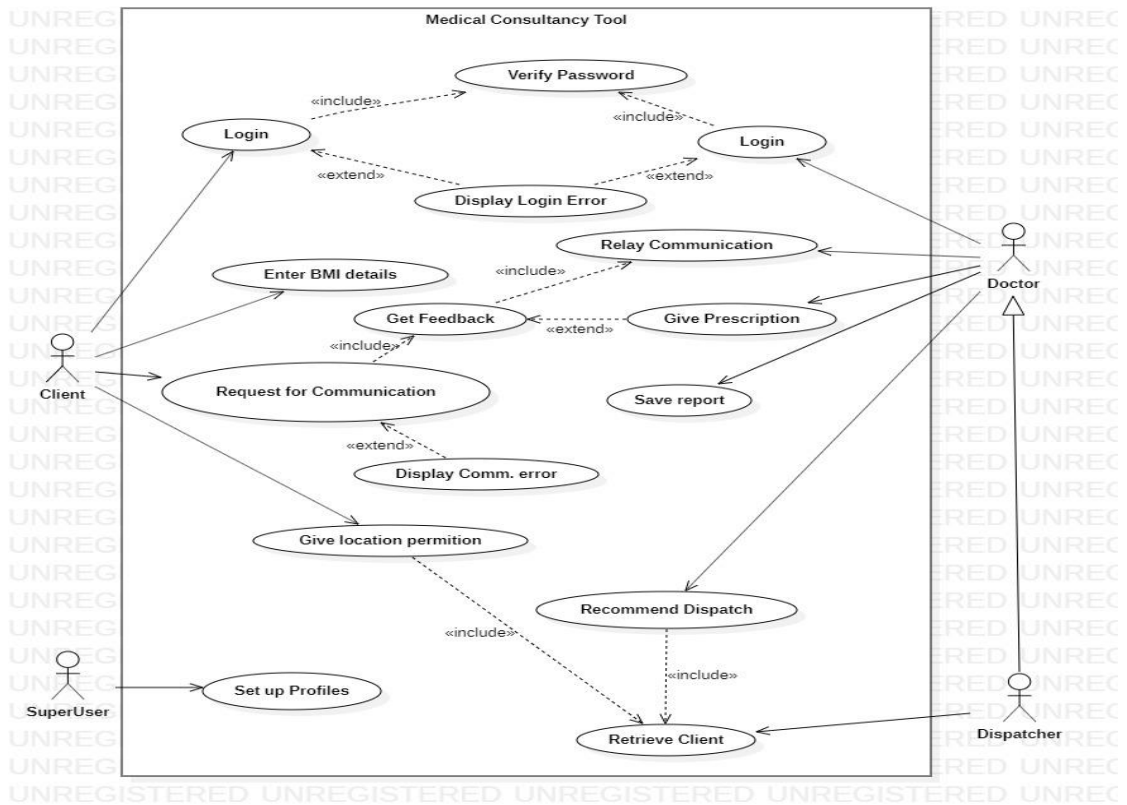 Medical Consultancy Tool
Verify Password
«include»
«include»
Login
Login
«extend»
«extend»
Display Login Error
Relay Communication
«include»
Enter BMI details
Doctor
Get Feedback
«extend»
Give Prescription
«include»
Client
Request for Communication
Save report
«extend»
Display Comm. error
Give location permition
Recommend Dispatch
«include»
«include»
Set up Profiles
SuperUser
Retrieve Client
Dispatcher
UNREGISTERED UNREGISTERED UNREGISTERED UNREG